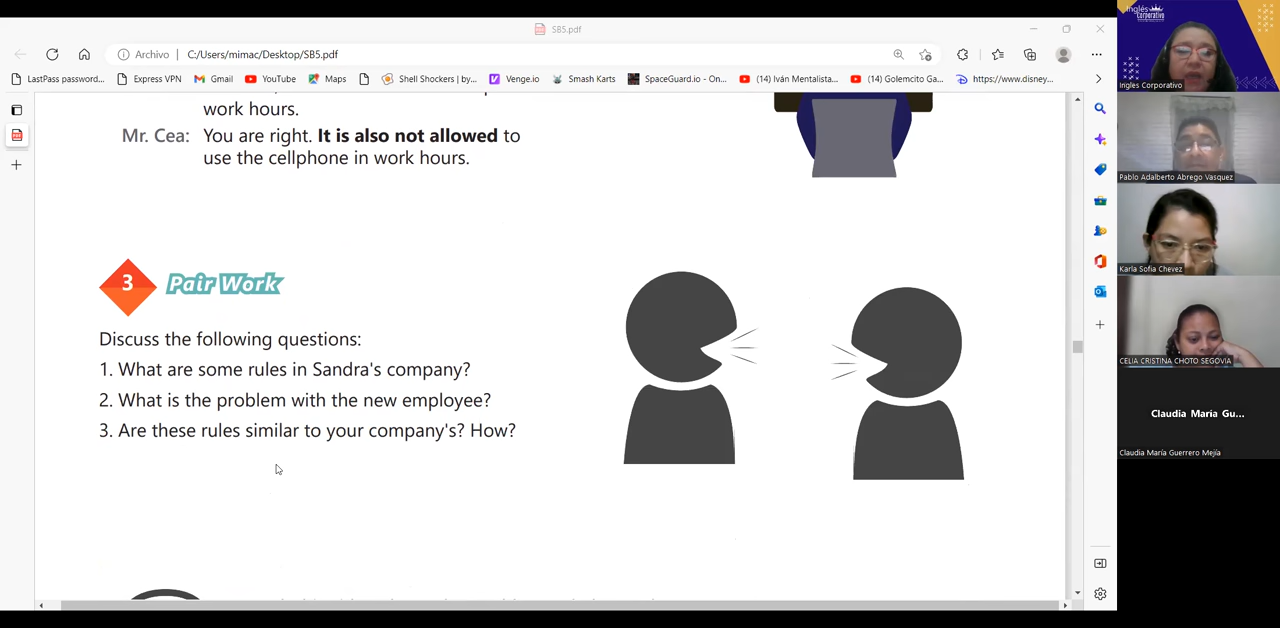 SB5.pdf
Archivo | C:/Users/mimac/Desktop/SB5.pdf
LastPass password... Express VPN Gmail YouTube Maps Shell Shockers | by... Venge.io Smash Karts SpaceGuard.io - On... (14) Iván Mentalista... (14) Golemcito Ga... https://www.disney...
work hours.
Mr. Cea: You are right. It is also not allowed to
use the cellphone in work hours.
3 Pair Work
Discuss the following questions:
1. What are some rules in Sandra's company?
2. What is the problem with the new employee?
3. Are these rules similar to your company's? How?
Inglés
Corporativo
Ingles Corporativo
Pablo Adalberto Abrego Vasquez
Karla Sofia Chevez
CELIA CRISTINA CHOTO SEGOVIA
Claudia María Gu...
Claudia María Guerrero Mejía